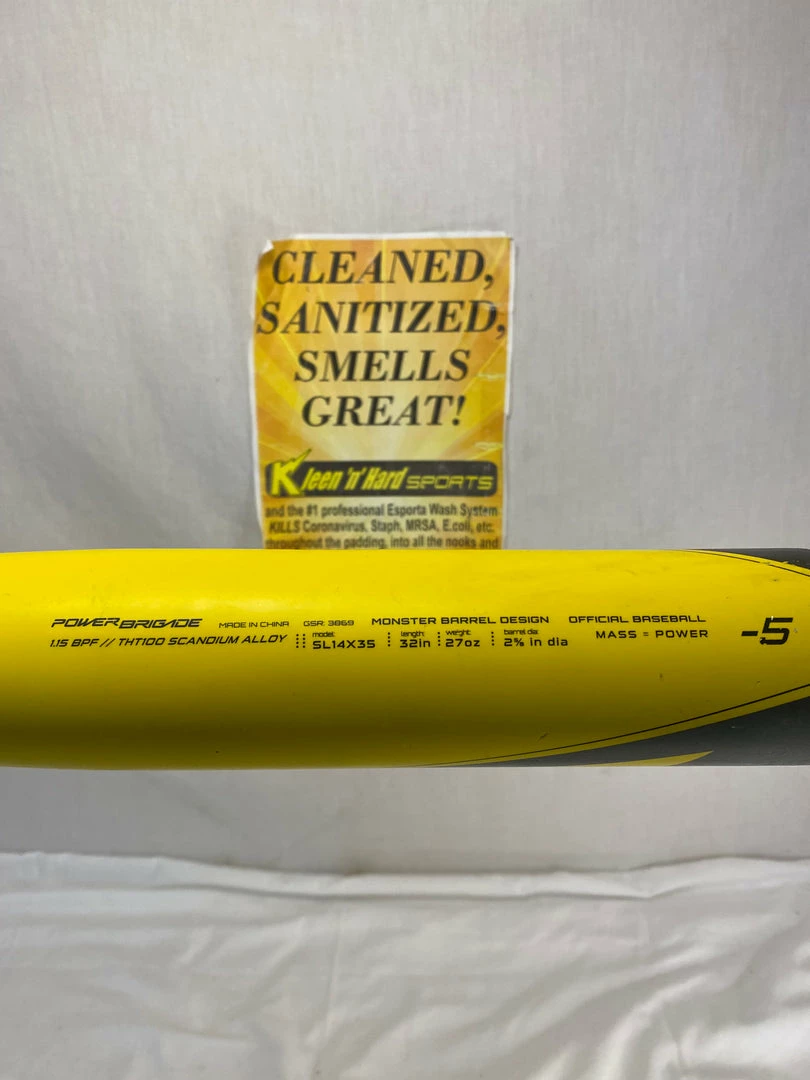 CLEANED,
SANITIZED,
SMELLS
GREAT!
Kleen 'n' Hard SPORTS
and the #1 professional Esporta Wash System
KILLS Coronavirus, Staph, MRSA, E.coli, etc.
throughout the padding, into all the nooks and
POWER BRIGADE MADE IN CHINA GSR: 3869 MONSTER BARREL DESIGN OFFICIAL BASEBALL
1.15 BPF // THT100 SCANDIUM ALLOY model: SL14X35 length: 32in weight: 27oz barrel dia: 2⅝ in dia MASS = POWER
-5